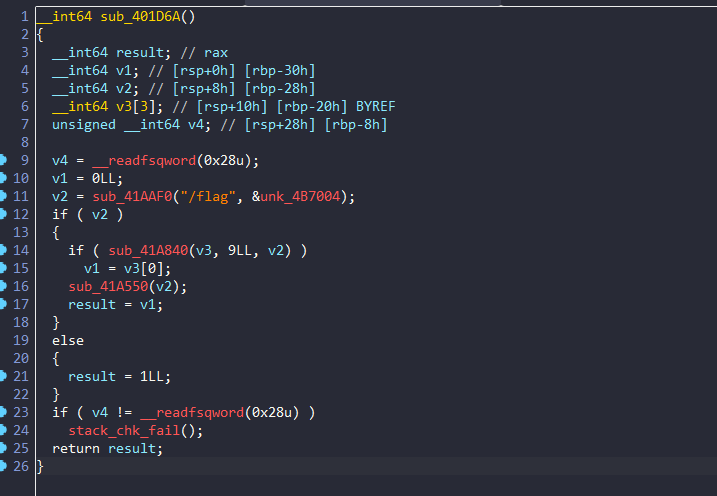 1 __int64 sub_401D6A()
2 {
3   __int64 result; // rax
4   __int64 v1; // [rsp+0h] [rbp-30h]
5   __int64 v2; // [rsp+8h] [rbp-28h]
6   __int64 v3[3]; // [rsp+10h] [rbp-20h] BYREF
7   unsigned __int64 v4; // [rsp+28h] [rbp-8h]
8
9   v4 = __readfsqword(0x28u);
10   v1 = 0LL;
11   v2 = sub_41AAF0("/flag", &unk_4B7004);
12   if ( v2 )
13   {
14     if ( sub_41A840(v3, 9LL, v2) )
15       v1 = v3[0];
16     sub_41A550(v2);
17     result = v1;
18   }
19   else
20   {
21     result = 1LL;
22   }
23   if ( v4 != __readfsqword(0x28u) )
24     stack_chk_fail();
25   return result;
26 }